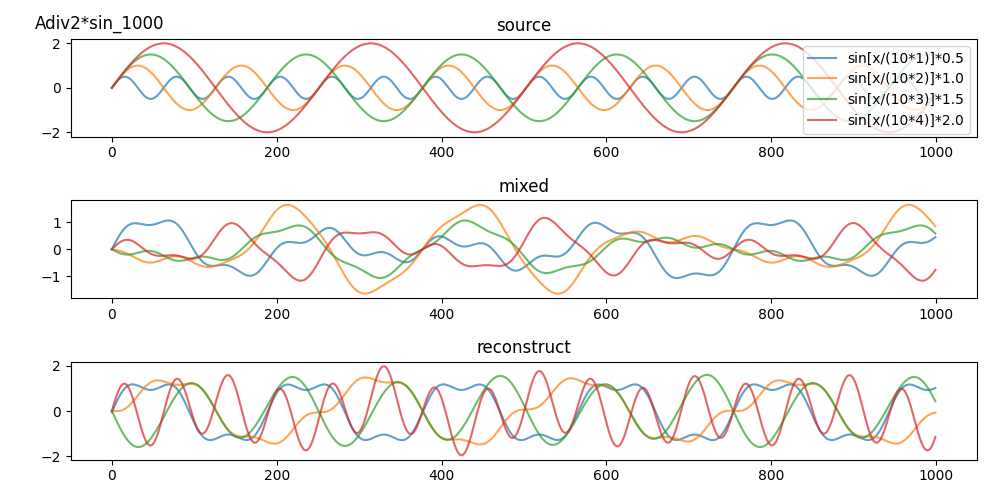 Adiv2*sin_1000
source
2
0
−2
sin[x/(10*1)]*0.5
sin[x/(10*2)]*1.0
sin[x/(10*3)]*1.5
sin[x/(10*4)]*2.0
0 200 400 600 800 1000
mixed
1
0
−1
0 200 400 600 800 1000
reconstruct
2
0
−2
0 200 400 600 800 1000